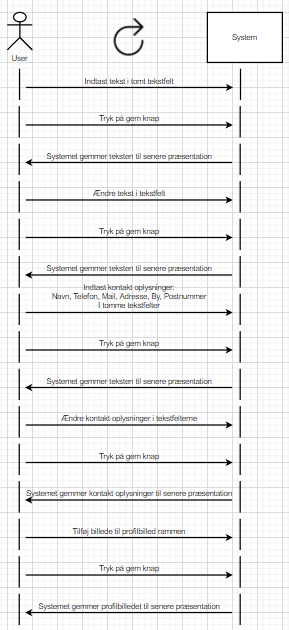 User
System
Indtast tekst i tomt tekstfelt
Tryk på gem knap
Systemet gemmer teksten til senere præsentation
Ændre tekst i tekstfelt
Tryk på gem knap
Systemet gemmer teksten til senere præsentation
Indtast kontakt oplysninger:
Navn, Telefon, Mail, Adresse, By, Postnummer
I tomme tekstfelter
Tryk på gem knap
Systemet gemmer teksten til senere præsentation
Ændre kontakt oplysninger i tekstfelterne
Tryk på gem knap
Systemet gemmer kontakt oplysninger til senere præsentation
Tilføj billede til profilbilled rammen
Tryk på gem knap
Systemet gemmer profilbilledet til senere præsentation